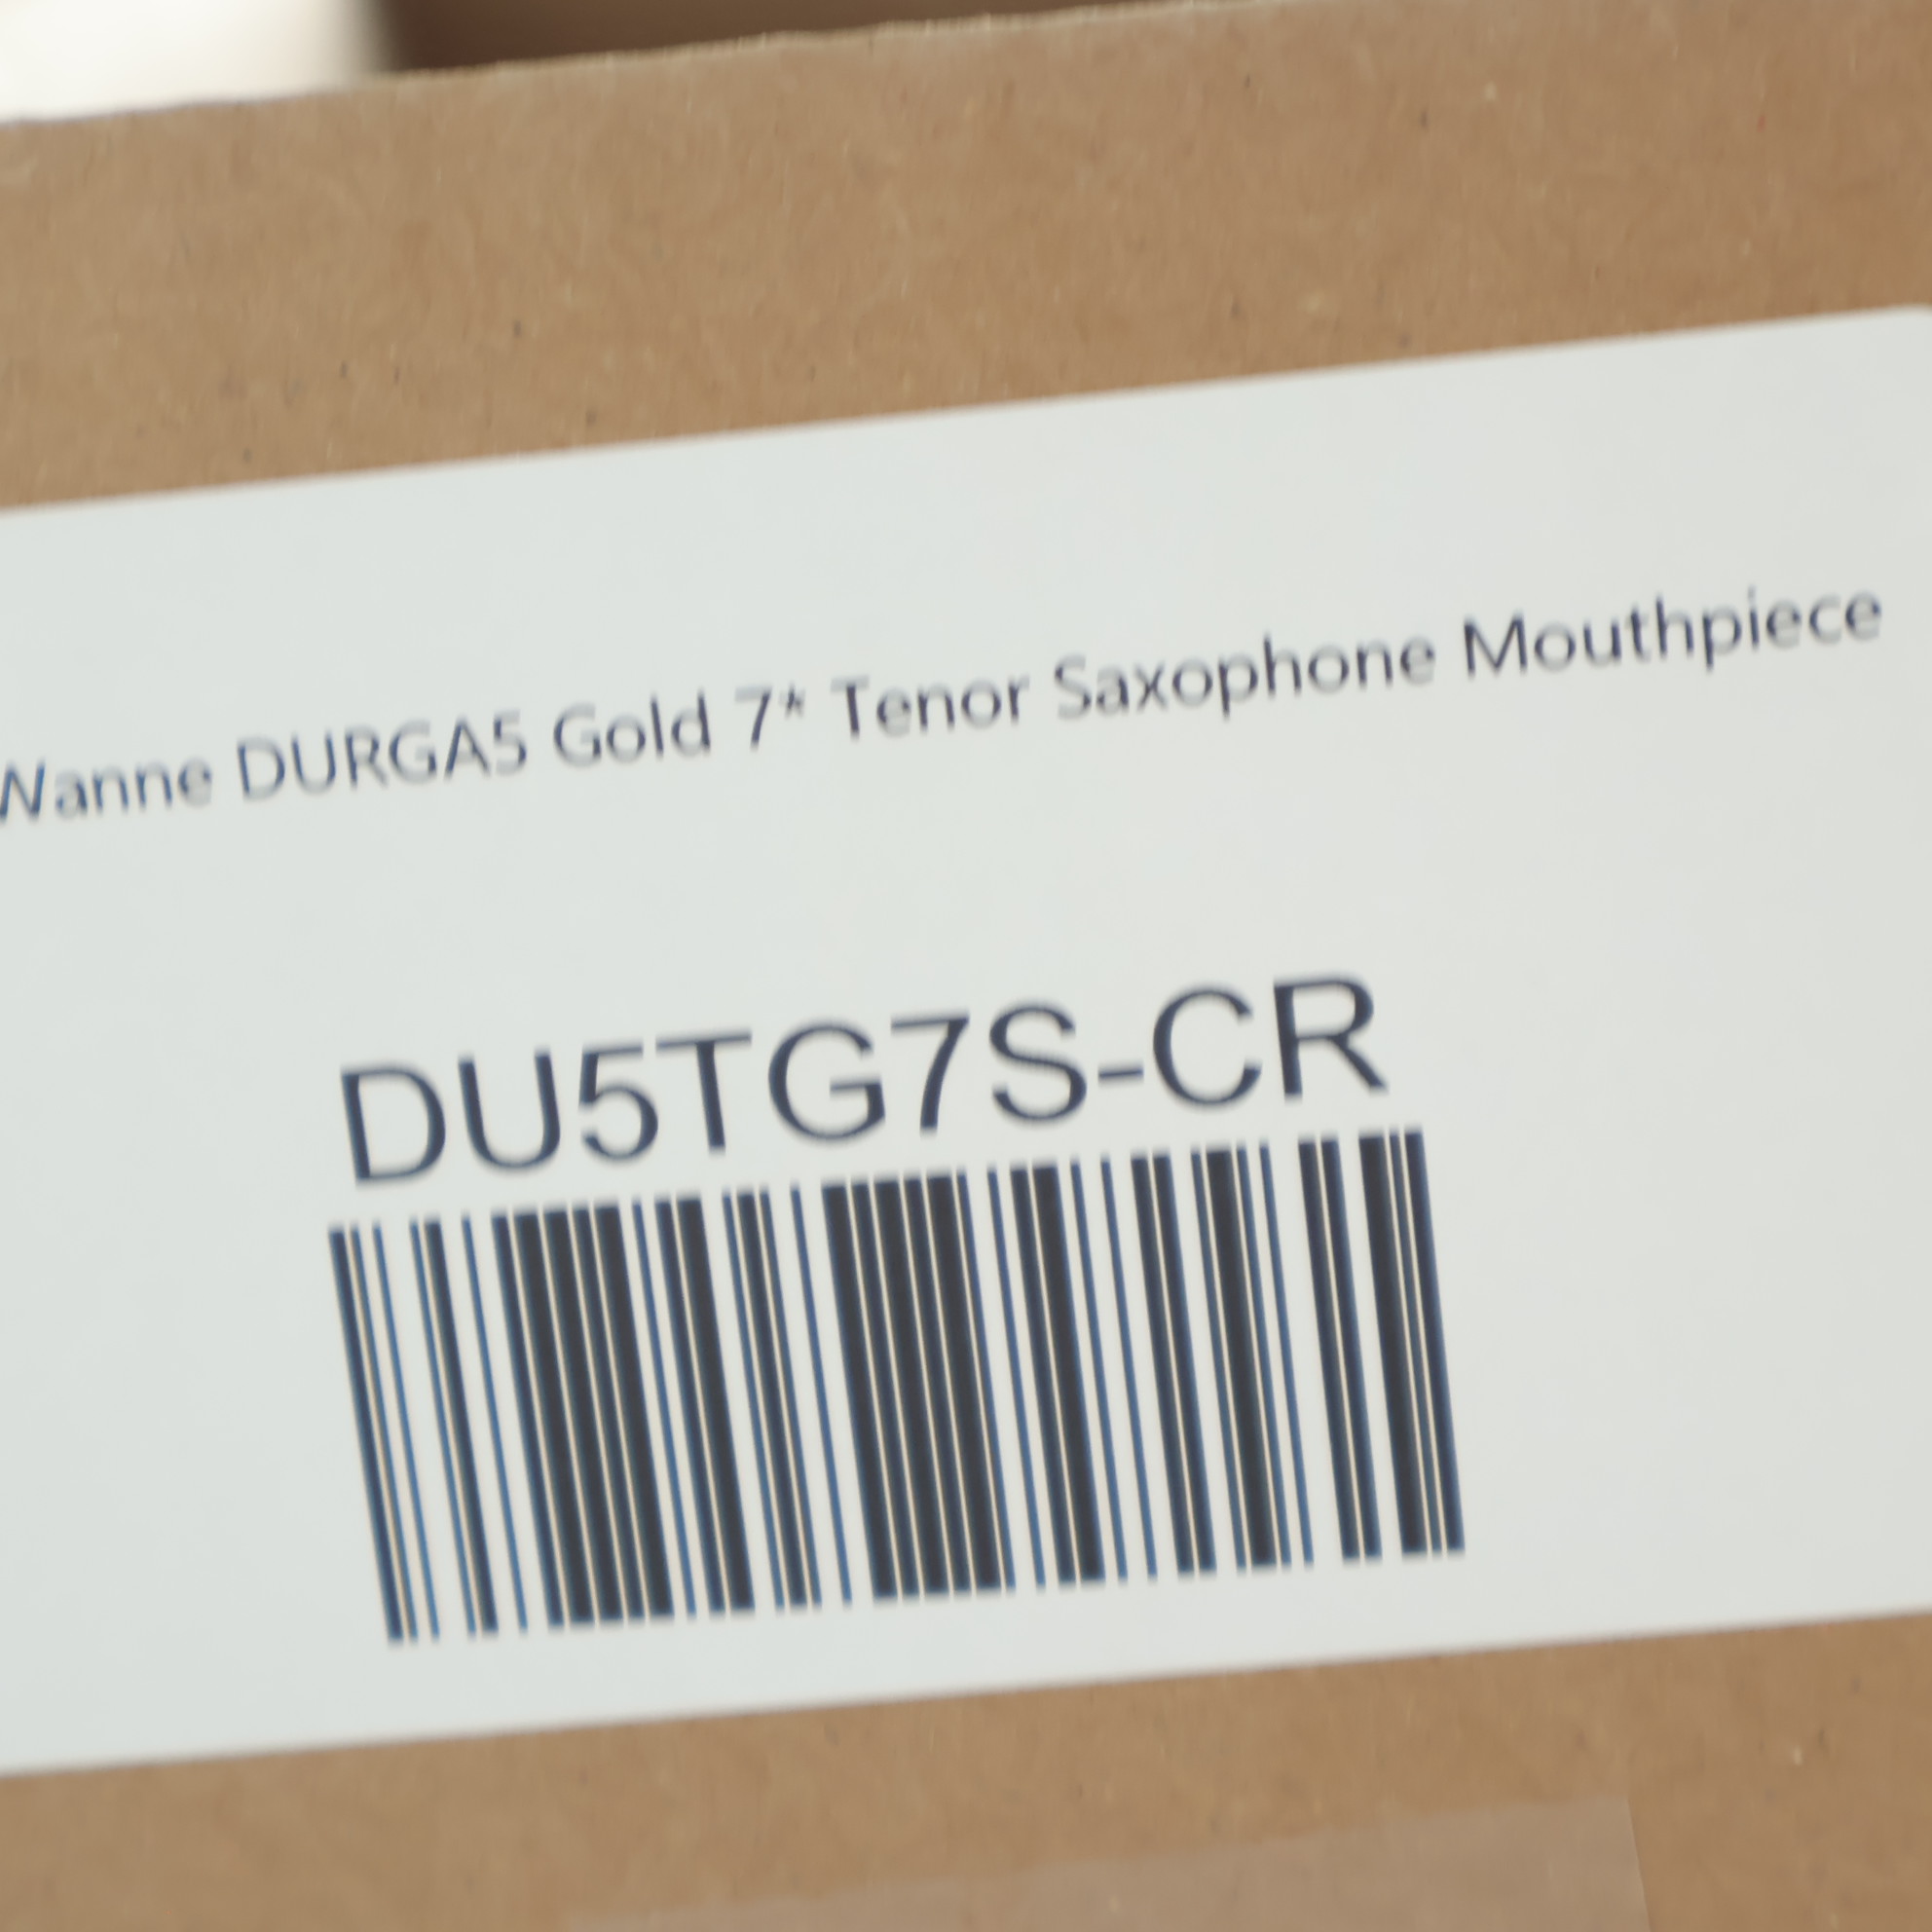 Wanne DURGA5 Gold 7* Tenor Saxophone Mouthpiece
DU5TG7S-CR